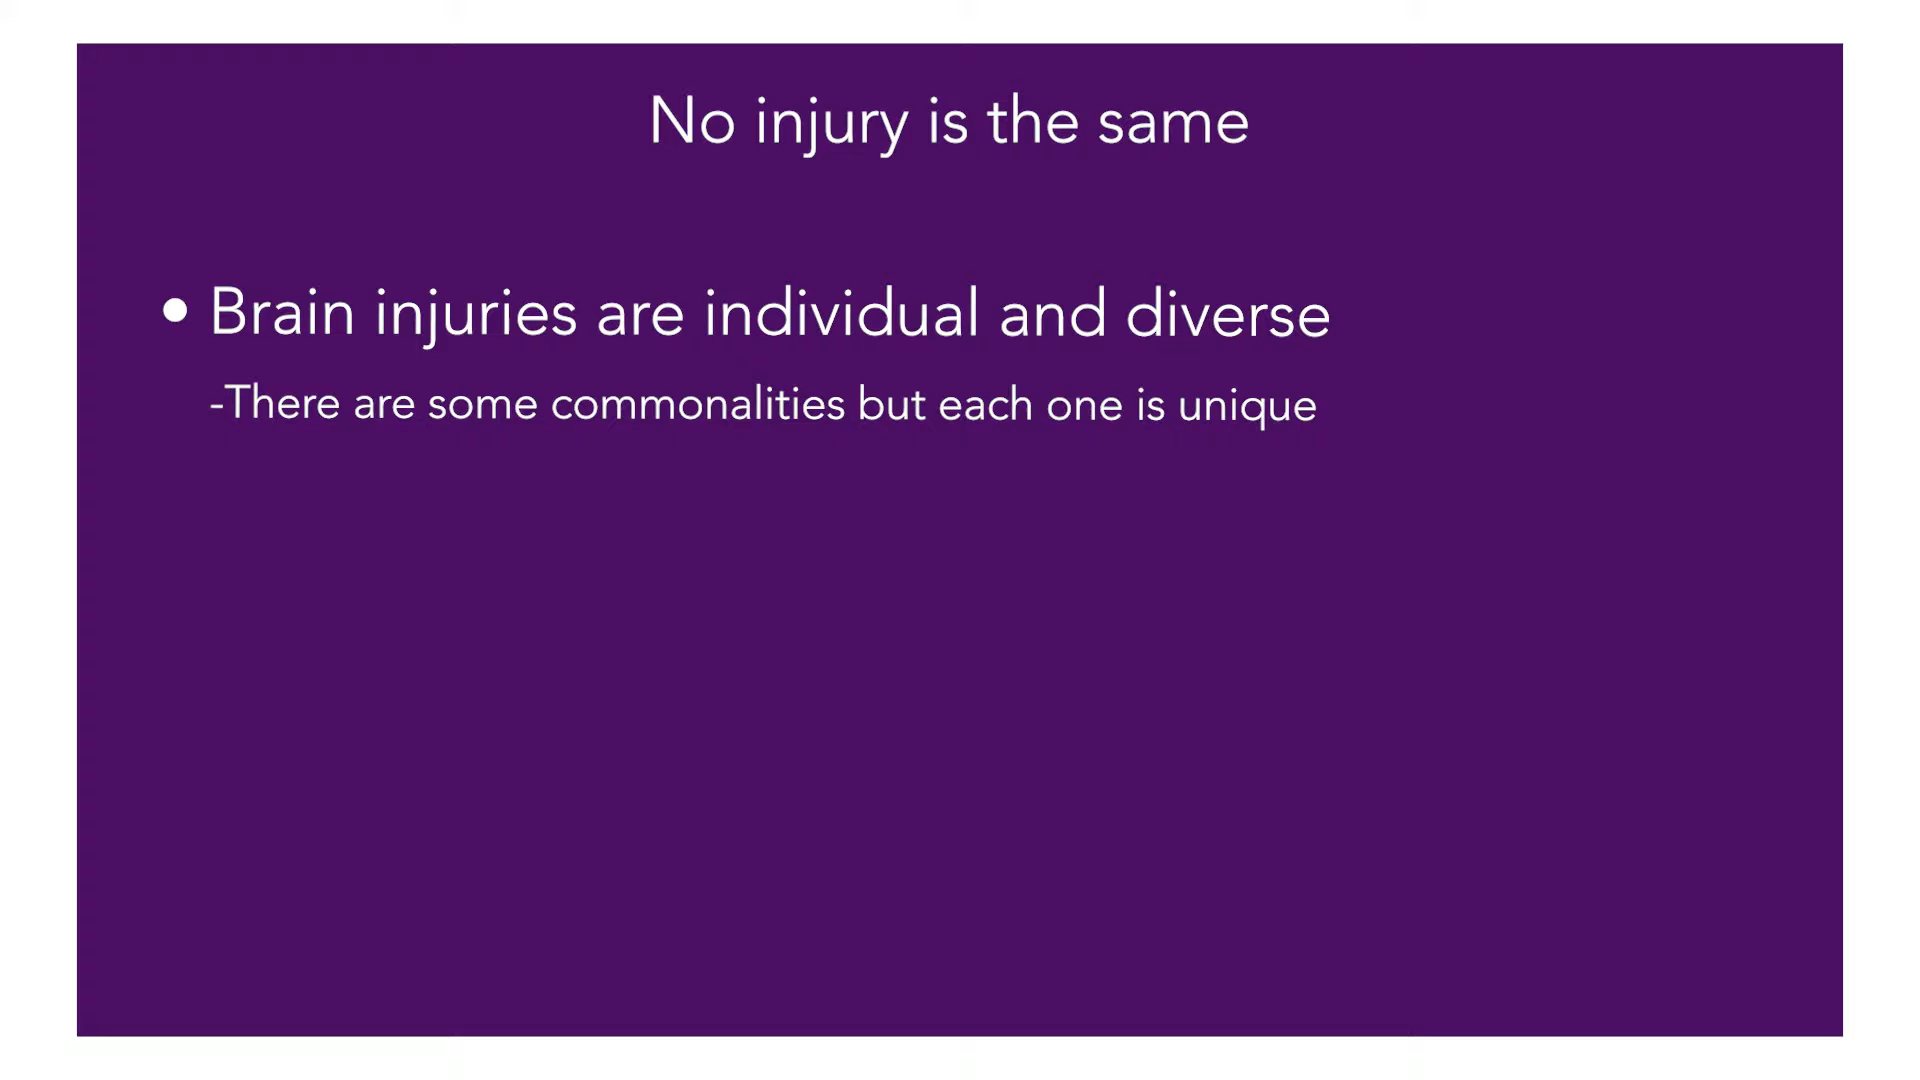 No injury is the same
• Brain injuries are individual and diverse
-There are some commonalities but each one is unique